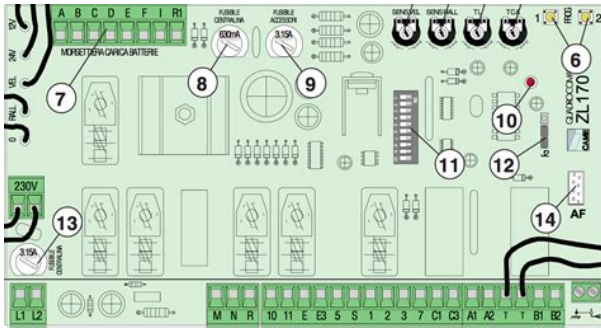 A B C D E F I R1
MORSETTIERA CARICA BATTERIE
FUSIBILE
CENTRALINA
630mA
FUSIBILE
ACCESSORI
3.15A
SENS.VEL.
SENS.RALL.
TL
TCA
1
PROG
2
12V
24V
VEL
RALL
0
6
7
8
9
10
11
12
13
14
QUADRO COMANDO
ZL170
CAME
AF
230V
3.15A
FUSIBILE
CENTRALINA
L1 L2
M N R
10 11 E E3 5 S 1 2 3 7 C1 C3
A1 A2 T T B1 B2